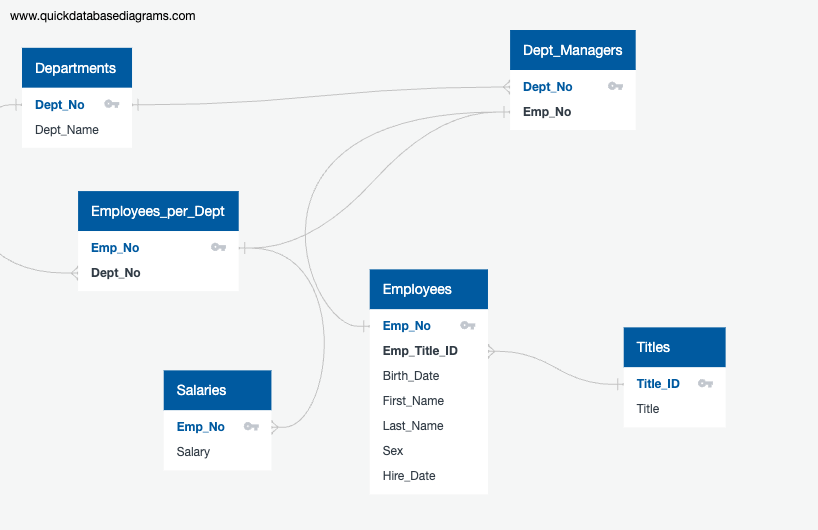 www.quickdatabasediagrams.com
Departments
Dept_No
Dept_Name
Dept_Managers
Dept_No
Emp_No
Employees_per_Dept
Emp_No
Dept_No
Employees
Emp_No
Emp_Title_ID
Birth_Date
First_Name
Last_Name
Sex
Hire_Date
Titles
Title_ID
Title
Salaries
Emp_No
Salary